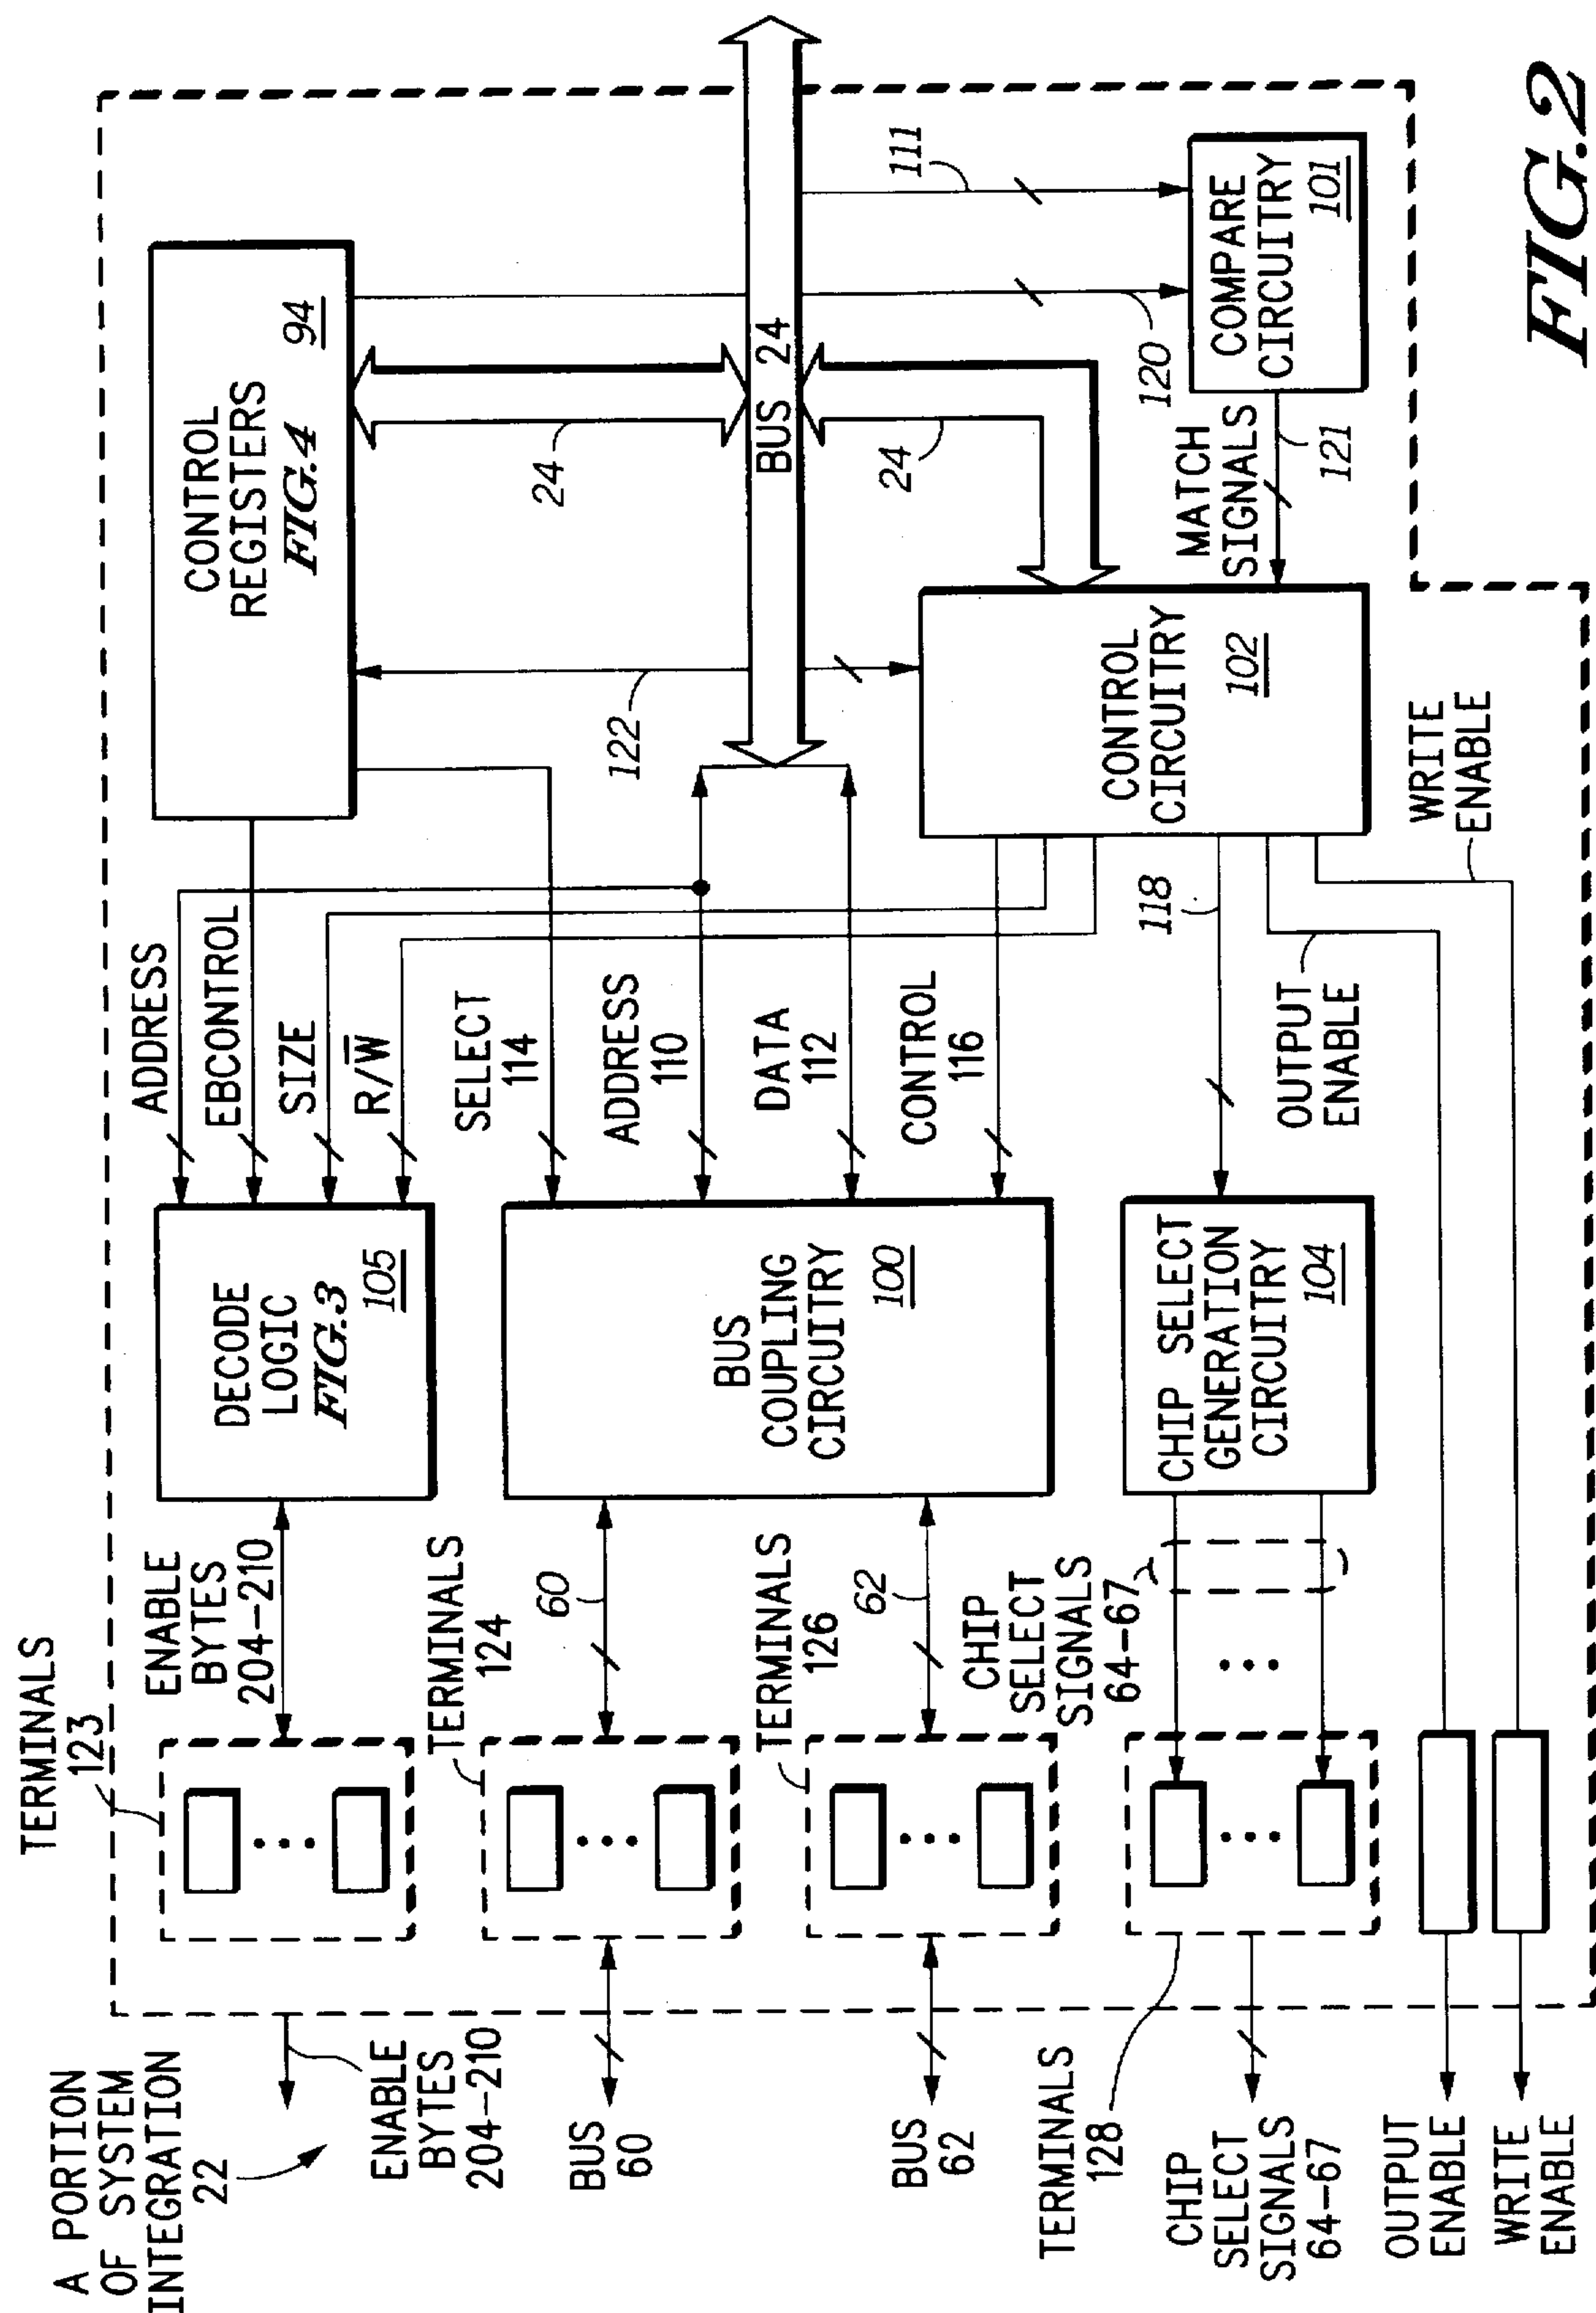 A PORTION
OF SYSTEM
INTEGRATION
22
TERMINALS
123
ENABLE
BYTES
204-210
ENABLE
BYTES
204-210
DECODE
LOGIC
FIG.3
105
ADDRESS
EBCONTROL
SIZE
R/W̅
CONTROL
REGISTERS
FIG.4
94
BUS
60
TERMINALS
124
60
BUS
COUPLING
CIRCUITRY
100
SELECT
114
ADDRESS
110
DATA
112
CONTROL
116
122
24
BUS 24
24
111
120
BUS
62
TERMINALS
126
62
TERMINALS
128
CHIP
SELECT
SIGNALS
64-67
CHIP
SELECT
SIGNALS
64-67
CHIP SELECT
GENERATION
CIRCUITRY
104
118
CONTROL
CIRCUITRY
102
MATCH
SIGNALS
121
COMPARE
CIRCUITRY
101
OUTPUT
ENABLE
WRITE
ENABLE
OUTPUT
ENABLE
WRITE
ENABLE
FIG.2